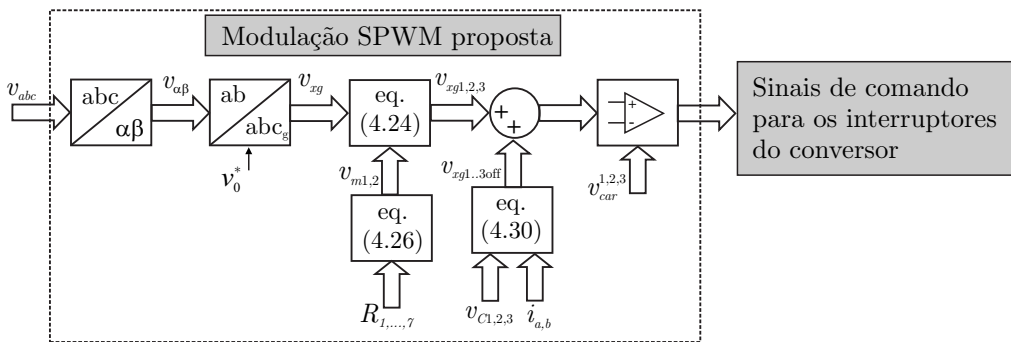 Modulação SPWM proposta
v_abc
abc
αβ
v_αβ
ab
abc_g
v_0^*
v_xg
eq.
(4.24)
v_xg1,2,3
+
+
+
-
Sinais de comando
para os interruptores
do conversor
v_m1,2
v_xg1..3off
v_car^1,2,3
eq.
(4.26)
eq.
(4.30)
R_1,...,7
v_C1,2,3
i_a,b